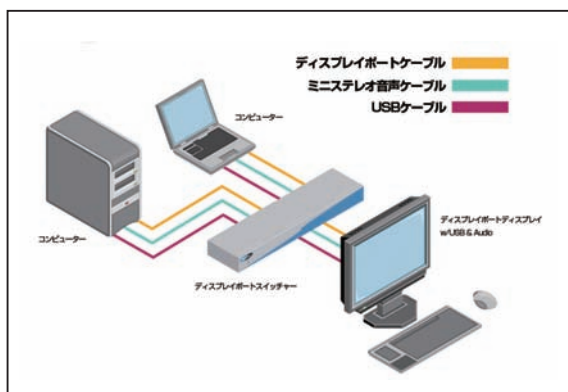 ディスプレイポートケーブル
ミニステレオ音声ケーブル
USBケーブル
コンピューター
コンピューター
ディスプレイポートディスプレイ
w/USB & Audio
ディスプレイポートスイッチャー